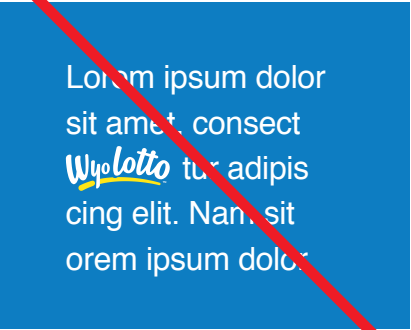 Lorem ipsum dolor
sit amet, consect
Wyolotto tur adipis
cing elit. Nam sit
orem ipsum dolor